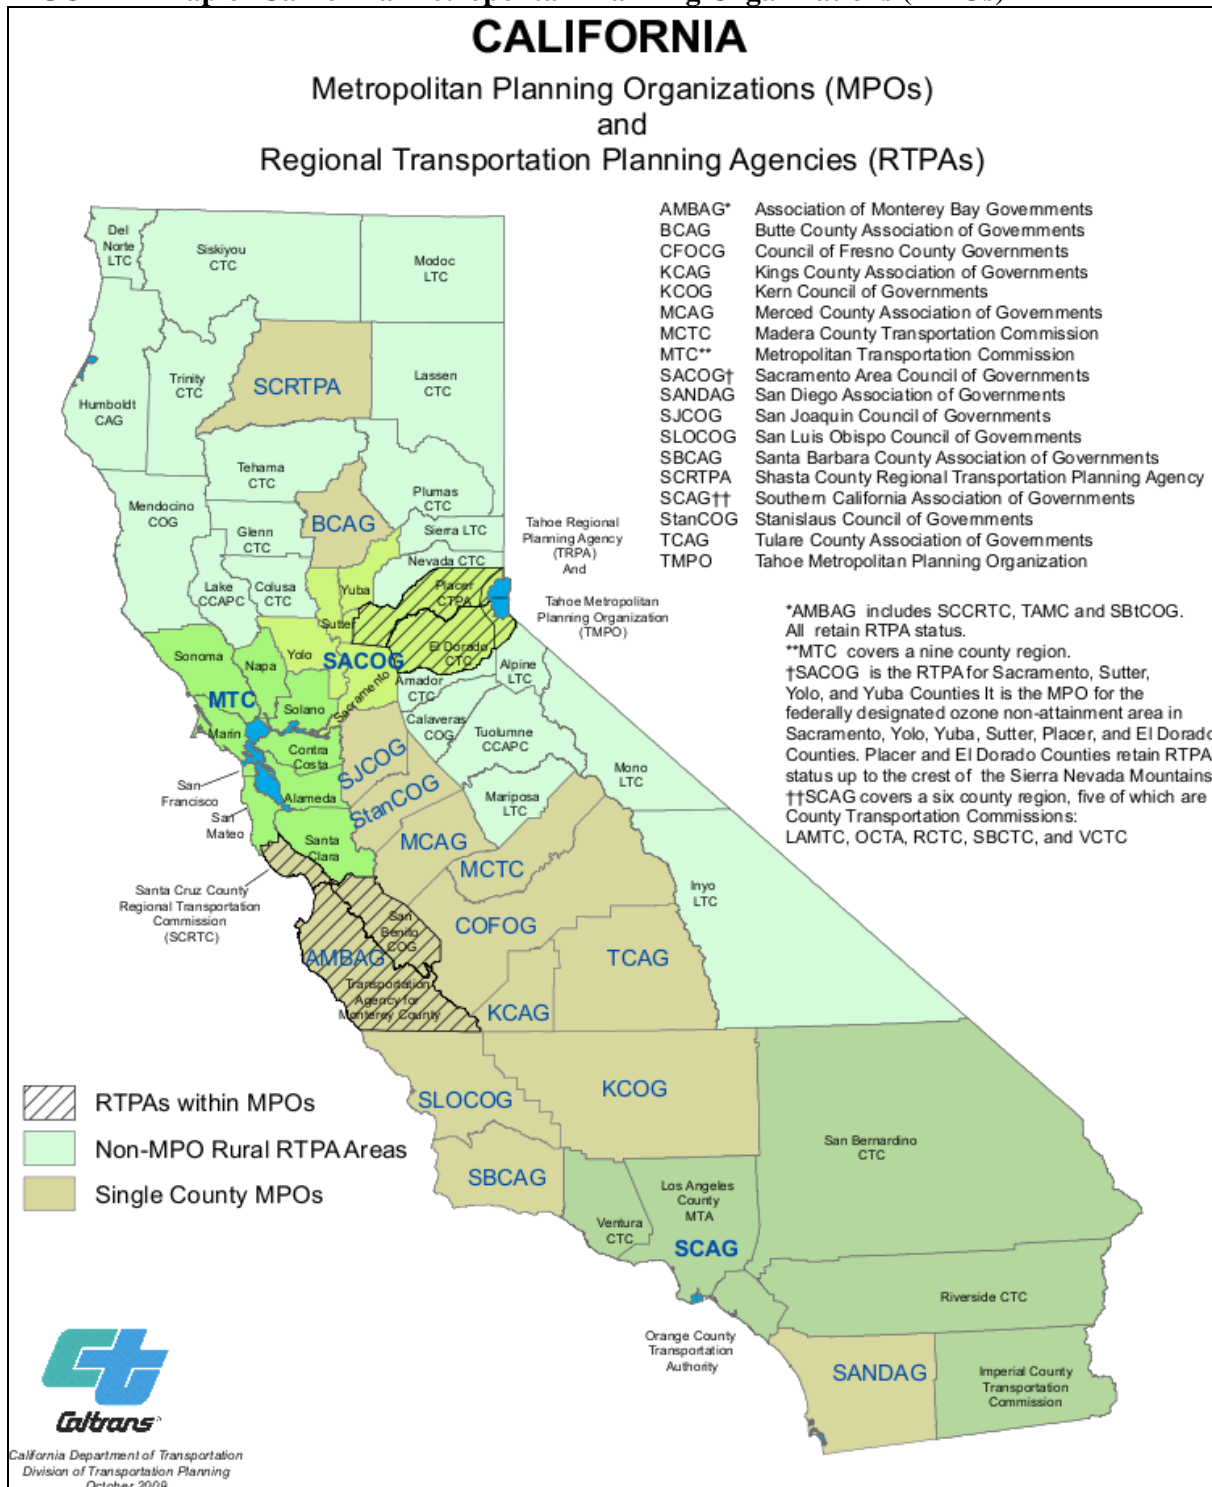 CALIFORNIA
Metropolitan Planning Organizations (MPOs)
and
Regional Transportation Planning Agencies (RTPAs)
AMBAG* Association of Monterey Bay Governments
BCAG Butte County Association of Governments
CFOCG Council of Fresno County Governments
KCAG Kings County Association of Governments
KCOG Kern Council of Governments
MCAG Merced County Association of Governments
MCTC Madera County Transportation Commission
MTC** Metropolitan Transportation Commission
SACOG† Sacramento Area Council of Governments
SANDAG San Diego Association of Governments
SJCOG San Joaquin Council of Governments
SLOCOG San Luis Obispo Council of Governments
SBCAG Santa Barbara County Association of Governments
SCRTPA Shasta County Regional Transportation Planning Agency
SCAG†† Southern California Association of Governments
StanCOG Stanislaus Council of Governments
TCAG Tulare County Association of Governments
TMPO Tahoe Metropolitan Planning Organization
*AMBAG includes SCCRTC, TAMC and SBtCOG.
All retain RTPA status.
**MTC covers a nine county region.
†SACOG is the RTPA for Sacramento, Sutter,
Yolo, and Yuba Counties It is the MPO for the
federally designated ozone non-attainment area in
Sacramento, Yolo, Yuba, Sutter, Placer, and El Dorado
Counties. Placer and El Dorado Counties retain RTPA
status up to the crest of the Sierra Nevada Mountains
††SCAG covers a six county region, five of which are
County Transportation Commissions:
LAMTC, OCTA, RCTC, SBCTC, and VCTC
Del
Norte
LTC
Siskiyou
CTC
Modoc
LTC
Humboldt
CAG
Trinity
CTC
SCRTPA
Lassen
CTC
Tehama
CTC
Plumas
CTC
Mendocino
COG
Glenn
CTC
BCAG
Sierra LTC
Nevada CTC
Lake
CCAPC
Colusa
CTC
Yuba
Sutter
Placer
CTPA
El Dorado
CTC
Tahoe Regional
Planning Agency
(TRPA)
And
Tahoe Metropolitan
Planning Organization
(TMPO)
Sonoma
Napa
Yolo
SACOG
Sacramento
MTC
Solano
Marin
Contra
Costa
Alameda
San
Francisco
San
Mateo
Santa
Clara
Amador
CTC
Alpine
LTC
Calaveras
COG
Tuolumne
CCAPC
Mono
LTC
Mariposa
LTC
SJCOG
StanCOG
MCAG
MCTC
COFOG
Inyo
LTC
Santa Cruz County
Regional Transportation
Commission
(SCRTC)
San
Benito
COG
AMBAG
Transportation
Agency for
Monterey County
TCAG
KCAG
SLOCOG
KCOG
SBCAG
San Bernardino
CTC
Ventura
CTC
Los Angeles
County
MTA
SCAG
Riverside CTC
Orange County
Transportation
Authority
SANDAG
Imperial County
Transportation
Commission
RTPAs within MPOs
Non-MPO Rural RTPA Areas
Single County MPOs
ct
Caltrans
California Department of Transportation
Division of Transportation Planning
October 2009